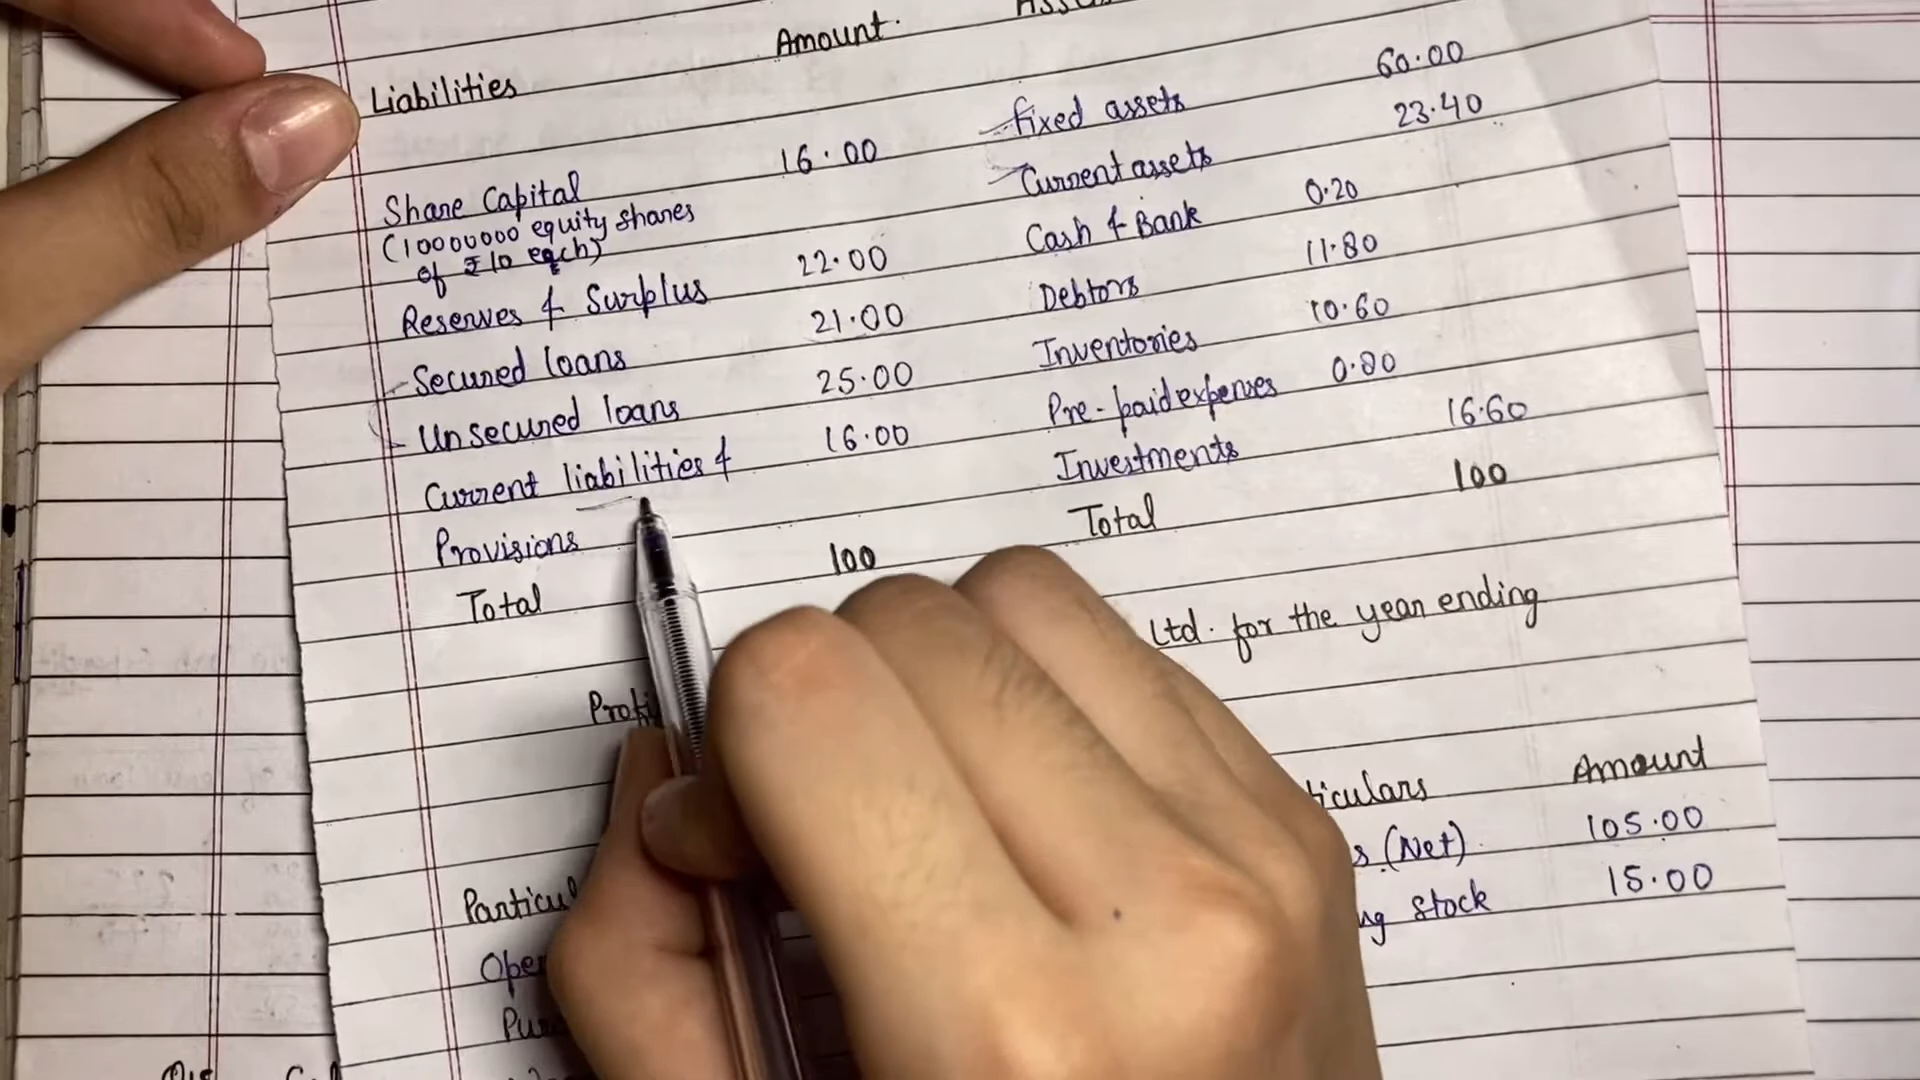 Liabilities Amount.
Share Capital 16.00
(10000000 equity shares
of ₹10 each)
Reserves & Surplus 22.00
Secured loans 21.00
Unsecured loans 25.00
Current liabilities & 16.00
Provisions
Total 100
fixed assets 60.00
Current assets 23.40
Cash & Bank 0.20
Debtors 11.80
Inventories 10.60
Pre-paid expenses 0.80
Investments 16.60
Total 100
Ltd. for the year ending
Amount
(Net) 105.00
Stock 15.00